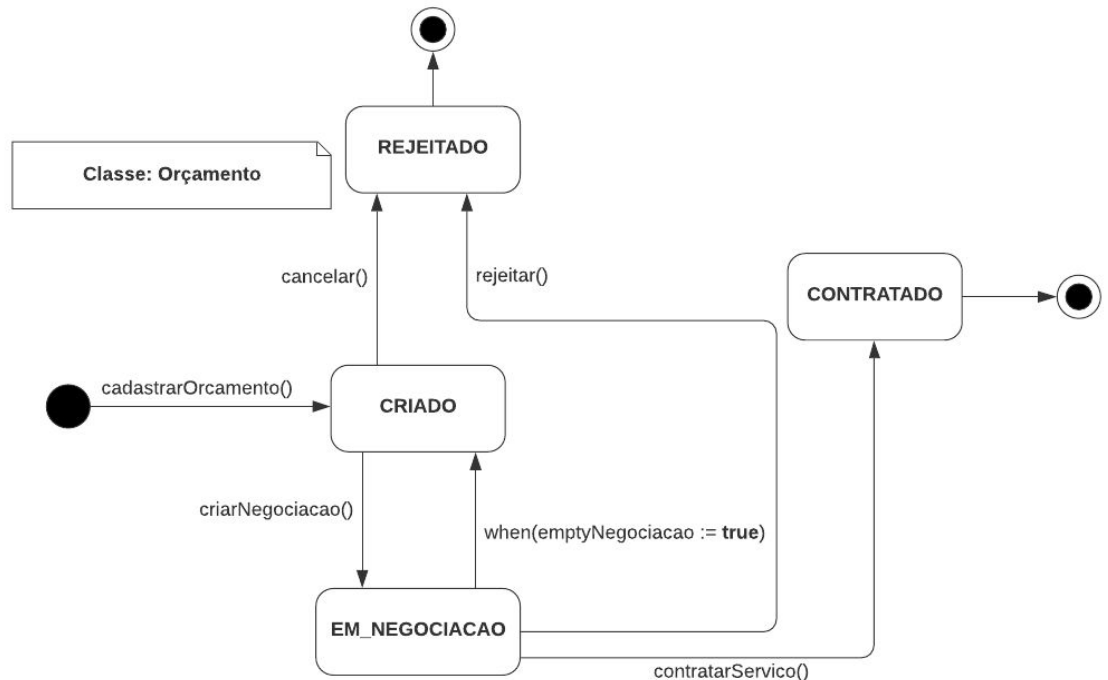 REJEITADO
Classe: Orçamento
cancelar()
rejeitar()
CONTRATADO
cadastrarOrcamento()
CRIADO
criarNegociacao()
when(emptyNegociacao := true)
EM_NEGOCIACAO
contratarServico()